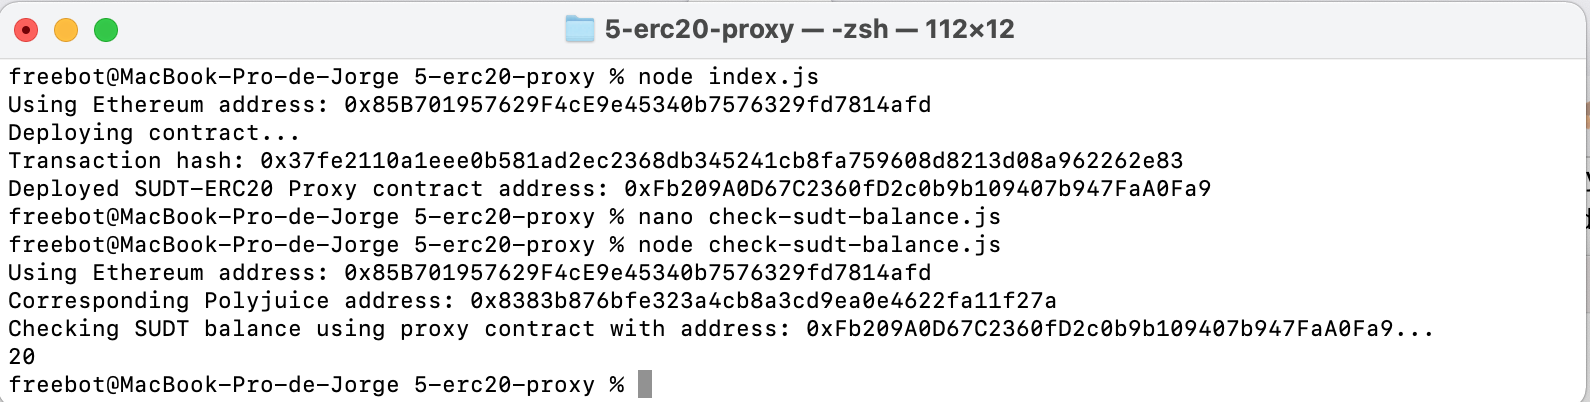 5-erc20-proxy — -zsh — 112×12
freebot@MacBook-Pro-de-Jorge 5-erc20-proxy % node index.js
Using Ethereum address: 0x85B701957629F4cE9e45340b7576329fd7814afd
Deploying contract...
Transaction hash: 0x37fe2110a1eee0b581ad2ec2368db345241cb8fa759608d8213d08a962262e83
Deployed SUDT-ERC20 Proxy contract address: 0xFb209A0D67C2360fD2c0b9b109407b947FaA0Fa9
freebot@MacBook-Pro-de-Jorge 5-erc20-proxy % nano check-sudt-balance.js
freebot@MacBook-Pro-de-Jorge 5-erc20-proxy % node check-sudt-balance.js
Using Ethereum address: 0x85B701957629F4cE9e45340b7576329fd7814afd
Corresponding Polyjuice address: 0x8383b876bfe323a4cb8a3cd9ea0e4622fa11f27a
Checking SUDT balance using proxy contract with address: 0xFb209A0D67C2360fD2c0b9b109407b947FaA0Fa9...
20
freebot@MacBook-Pro-de-Jorge 5-erc20-proxy %